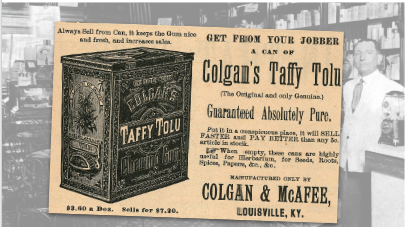 Always Sell from Can, it keeps the Gum nice
and fresh, and increases sales.
COLGAN'S
TAFFY TOLU
$3.60 a Doz. Sells for $7.20.
GET FROM YOUR JOBBER
A CAN OF
Colgan's Taffy Tolu
(The Original and only Genuine.)
Guaranteed Absolutely Pure.
Put it in a conspicuous place, it will SELL
FASTER and PAY BETTER than any 5c.
article in stock.
☞ When empty, these cans are highly
useful for Herbarium, for Seeds, Roots,
Spices, Papers, &c., &c.
MANUFACTURED ONLY BY
COLGAN & McAFEE,
LOUISVILLE, KY.